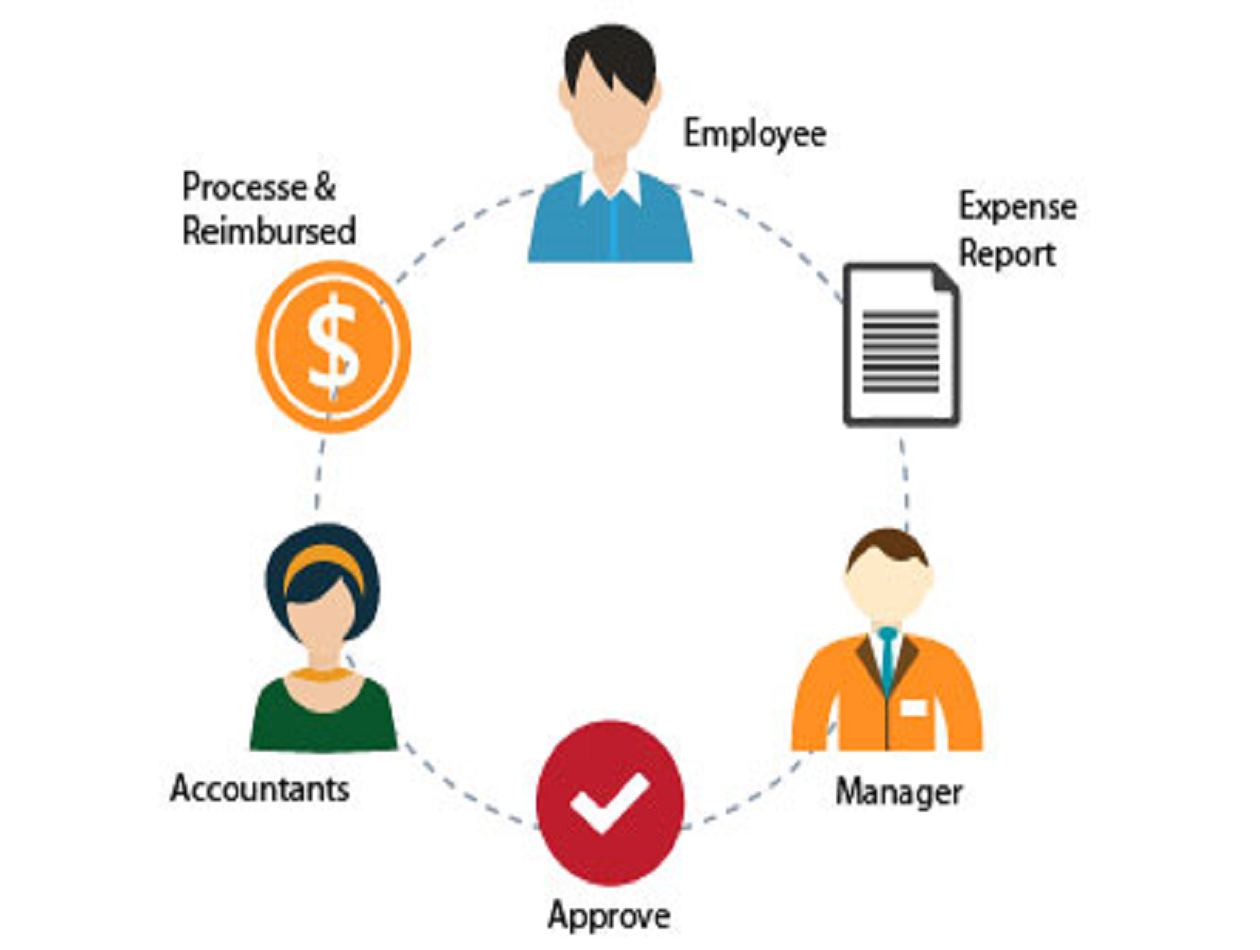 Employee
Expense
Report
Manager
Approve
Accountants
Processe &
Reimbursed
$